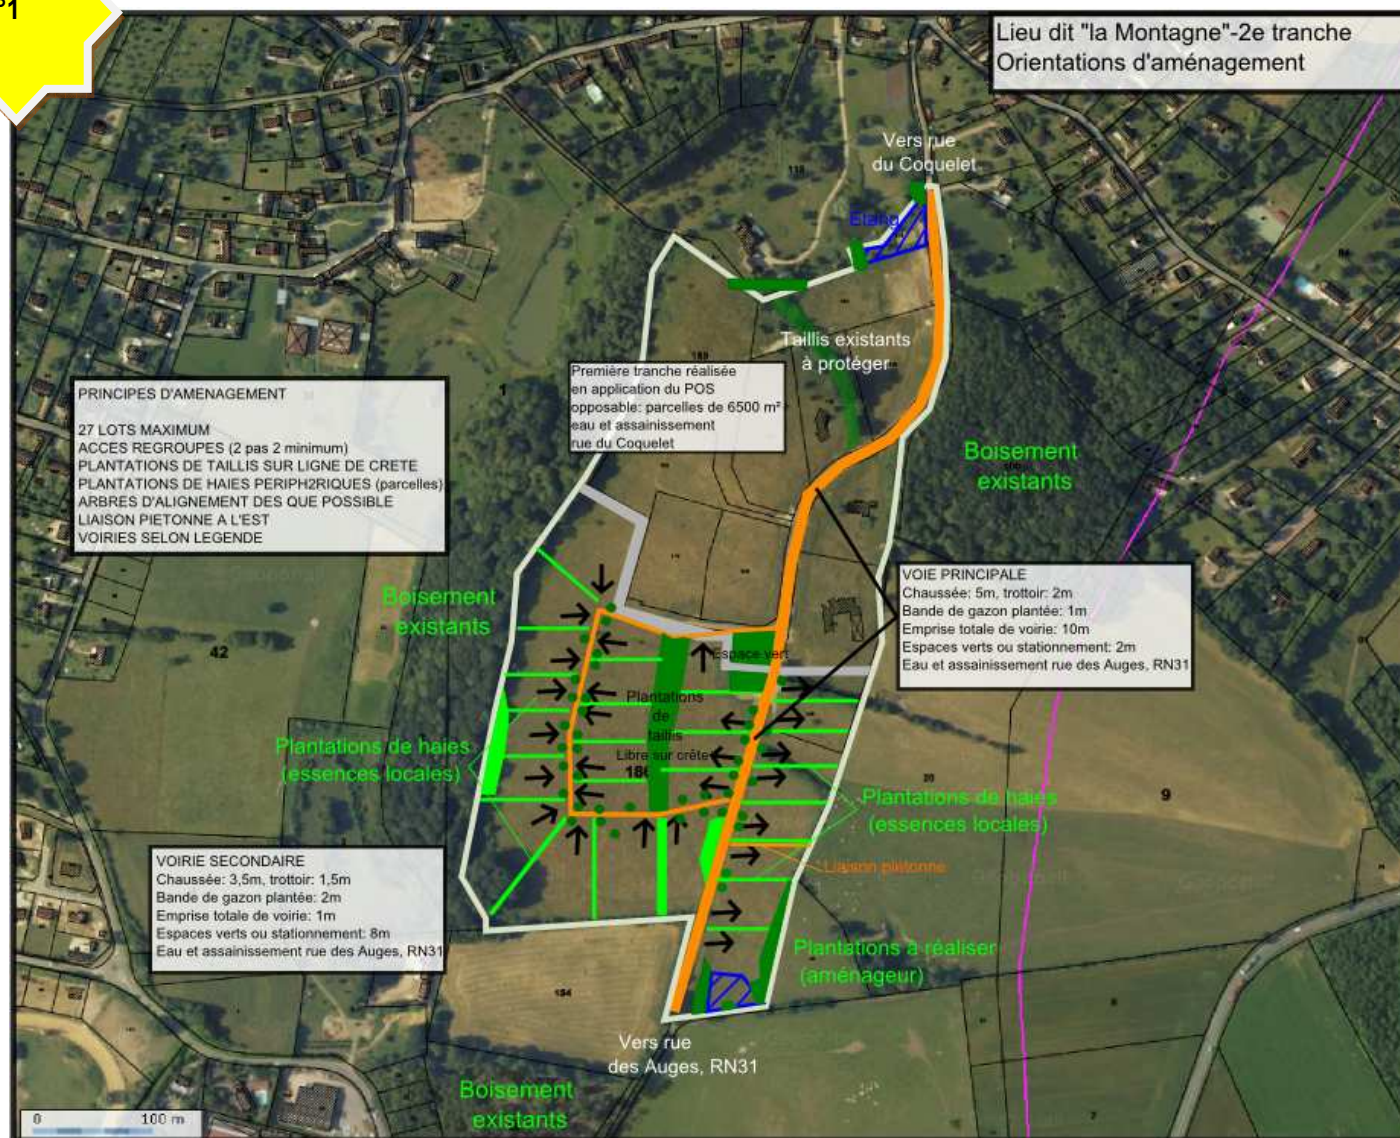 °1
Lieu dit "la Montagne"-2e tranche
Orientations d'aménagement
Vers rue
du Coquelet
Etang
Taillis existants
à protéger
Première tranche réalisée
en application du POS
opposable: parcelles de 6500 m²
eau et assainissement
rue du Coquelet
PRINCIPES D'AMENAGEMENT
27 LOTS MAXIMUM
ACCES REGROUPES (2 pas 2 minimum)
PLANTATIONS DE TAILLIS SUR LIGNE DE CRETE
PLANTATIONS DE HAIES PERIPH2RIQUES (parcelles)
ARBRES D'ALIGNEMENT DES QUE POSSIBLE
LIAISON PIETONNE A L'EST
VOIRIES SELON LEGENDE
Boisement
existants
VOIE PRINCIPALE
Chaussée: 5m, trottoir: 2m
Bande de gazon plantée: 1m
Emprise totale de voirie: 10m
Espaces verts ou stationnement: 2m
Eau et assainissement rue des Auges, RN31
Boisement
existants
42
1
Espace vert
Plantations
de
taillis
Libre sur crête
186
Plantations de haies
(essences locales)
20
9
Plantations de haies
(essences locales)
Liaison piétonne
VOIRIE SECONDAIRE
Chaussée: 3,5m, trottoir: 1,5m
Bande de gazon plantée: 2m
Emprise totale de voirie: 1m
Espaces verts ou stationnement: 8m
Eau et assainissement rue des Auges, RN31
Plantations à réaliser
(aménageur)
184
Vers rue
des Auges, RN31
Boisement
existants
0 100 m
7